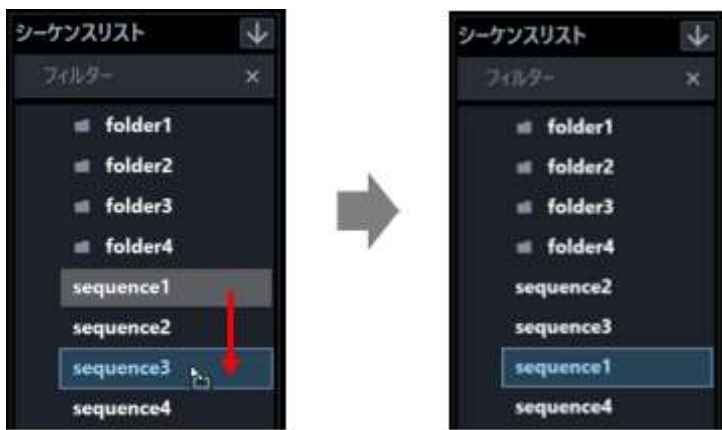 シーケンスリスト
フィルター
folder1
folder2
folder3
folder4
sequence1
sequence2
sequence3
sequence4
シーケンスリスト
フィルター
folder1
folder2
folder3
folder4
sequence2
sequence3
sequence1
sequence4